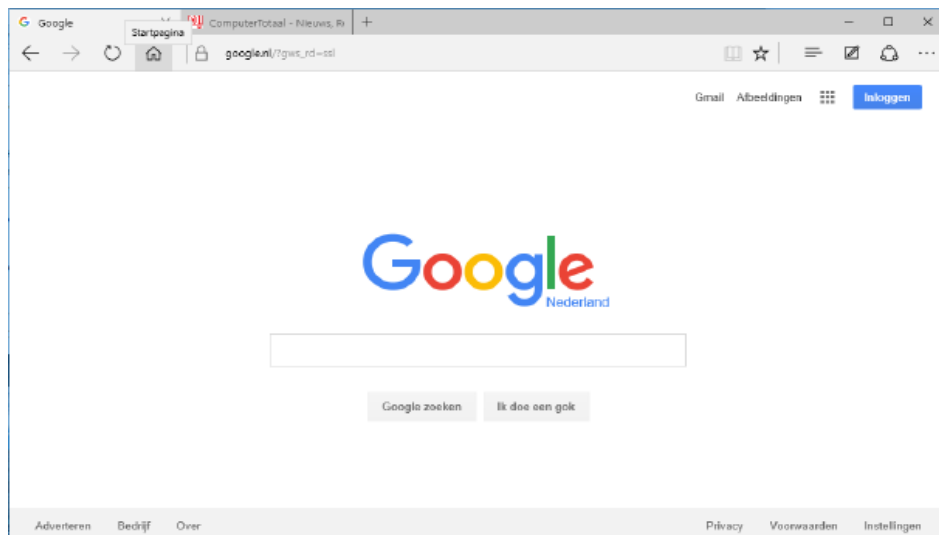 Google
ComputerTotaal - Nieuws, Re
Startpagina
google.nl/?gws_rd=ssl
Gmail Afbeeldingen Inloggen
Google
Nederland
Google zoeken Ik doe een gok
Adverteren Bedrijf Over Privacy Voorwaarden Instellingen